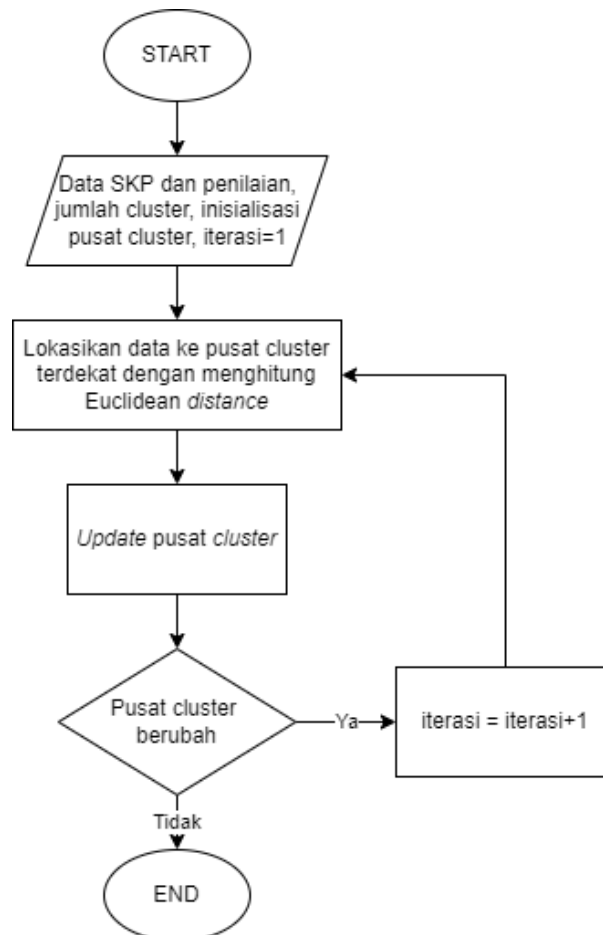 START
Data SKP dan penilaian,
jumlah cluster, inisialisasi
pusat cluster, iterasi=1
Lokasikan data ke pusat cluster
terdekat dengan menghitung
Euclidean distance
Update pusat cluster
Pusat cluster
berubah
Ya
iterasi = iterasi+1
Tidak
END